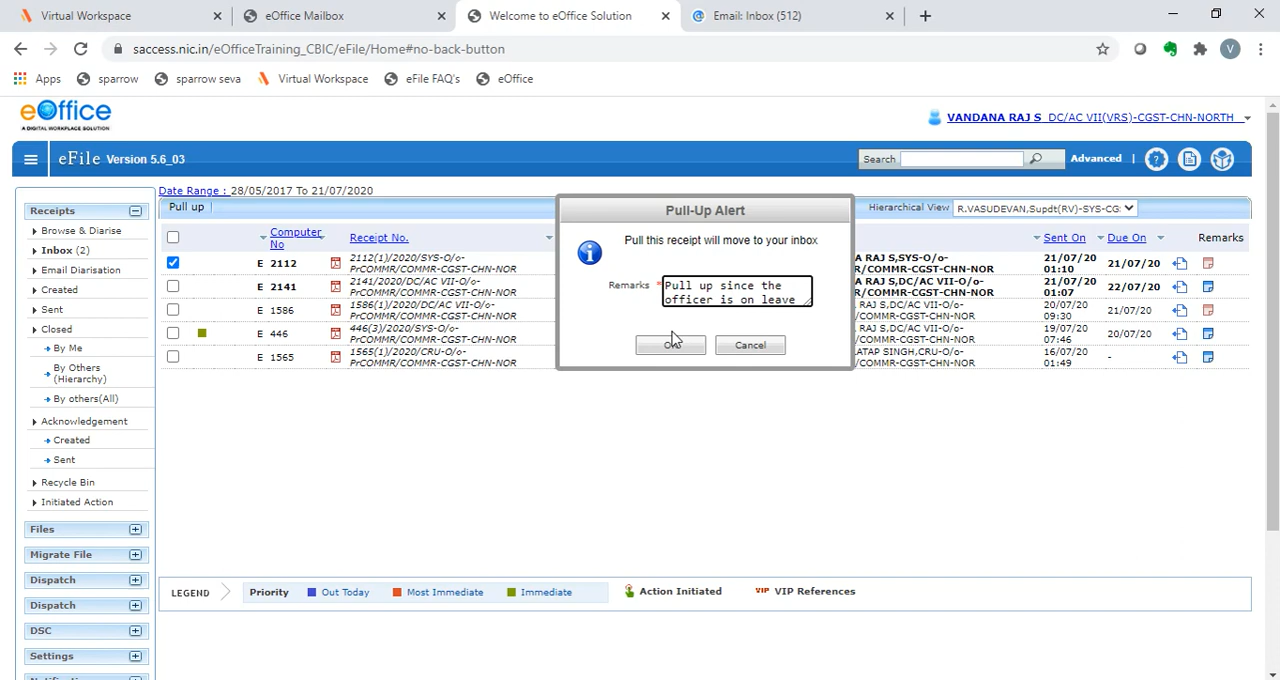 Virtual Workspace
eOffice Mailbox
Welcome to eOffice Solution
Email: Inbox (512)
saccess.nic.in/eOfficeTraining_CBIC/eFile/Home#no-back-button
V
Apps
sparrow
sparrow seva
Virtual Workspace
eFile FAQ's
eOffice
eOffice
A DIGITAL WORKPLACE SOLUTION
VANDANA RAJ S DC/AC VII(VRS)-CGST-CHN-NORTH
eFile Version 5.6_03
Search
Advanced
Date Range : 28/05/2017 To 21/07/2020
Pull up
Hierarchical View
R.VASUDEVAN,Supdt(RV)-SYS-CG
Receipts
Browse & Diarise
Inbox (2)
Email Diarisation
Created
Sent
Closed
By Me
By Others
(Hierarchy)
By others(All)
Acknowledgement
Created
Sent
Recycle Bin
Initiated Action
Files
Migrate File
Dispatch
Dispatch
DSC
Settings
Computer No
Receipt No.
Sent On
Due On
Remarks
E 2112
2112(1)/2020/SYS-O/o-
PrCOMMR/COMMR-CGST-CHN-NOR
A RAJ S,SYS-O/o-
R/COMMR-CGST-CHN-NOR
21/07/20
01:10
21/07/20
E 2141
2141/2020/DC/AC VII-O/o-
PrCOMMR/COMMR-CGST-CHN-NOR
A RAJ S,DC/AC VII-O/o-
R/COMMR-CGST-CHN-NOR
21/07/20
01:07
22/07/20
E 1586
1586(1)/2020/DC/AC VII-O/o-
PrCOMMR/COMMR-CGST-CHN-NOR
RAJ S,DC/AC VII-O/o-
/COMMR-CGST-CHN-NOR
20/07/20
09:30
21/07/20
E 446
446(3)/2020/SYS-O/o-
PrCOMMR/COMMR-CGST-CHN-NOR
RAJ S,DC/AC VII-O/o-
/COMMR-CGST-CHN-NOR
19/07/20
07:46
20/07/20
E 1565
1565(1)/2020/CRU-O/o-
PrCOMMR/COMMR-CGST-CHN-NOR
ATAP SINGH,CRU-O/o-
/COMMR-CGST-CHN-NOR
16/07/20
01:49
-
Pull-Up Alert
Pull this receipt will move to your inbox
Remarks *
Pull up since the
officer is on leave
Cancel
LEGEND
Priority
Out Today
Most Immediate
Immediate
Action Initiated
VIP VIP References